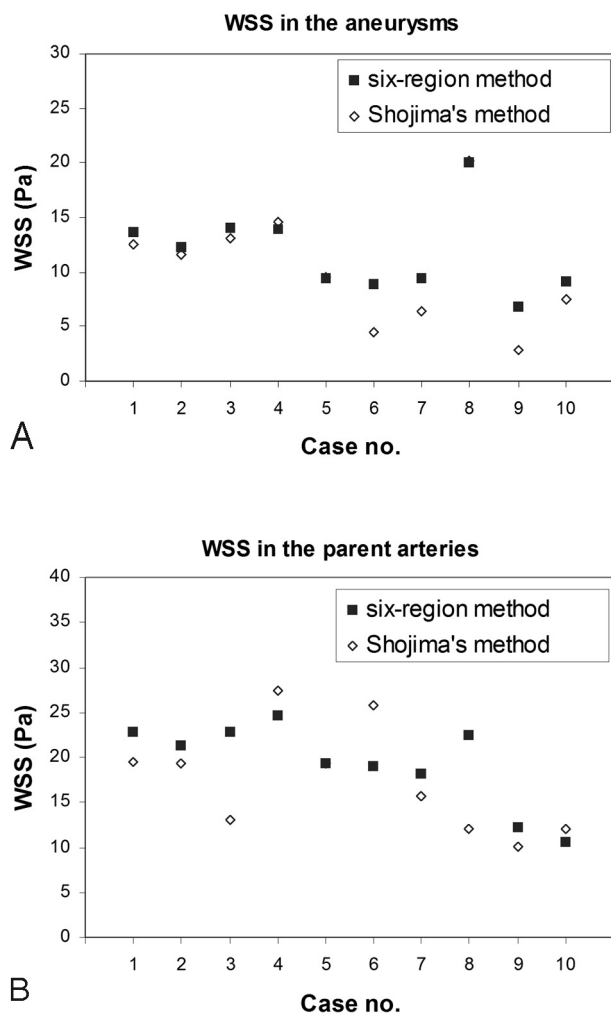 WSS in the aneurysms
30
25
20
15
10
5
0
WSS (Pa)
six-region method
Shojima's method
1 2 3 4 5 6 7 8 9 10
Case no.
A
WSS in the parent arteries
40
35
30
25
20
15
10
5
0
WSS (Pa)
six-region method
Shojima's method
1 2 3 4 5 6 7 8 9 10
Case no.
B